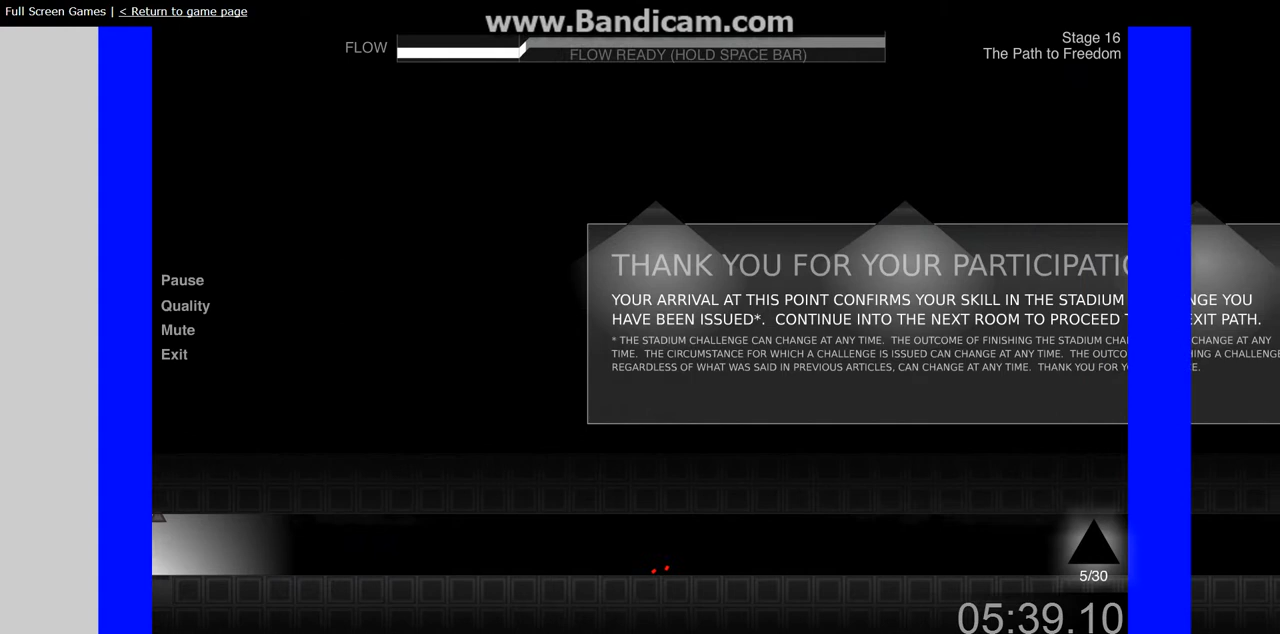 Full Screen Games | < Return to game page
www.Bandicam.com
FLOW
FLOW READY (HOLD SPACE BAR)
Stage 16
The Path to Freedom
THANK YOU FOR YOUR PARTICIPATIO
YOUR ARRIVAL AT THIS POINT CONFIRMS YOUR SKILL IN THE STADIUM NGE YOU
HAVE BEEN ISSUED*. CONTINUE INTO THE NEXT ROOM TO PROCEED T EXIT PATH.
* THE STADIUM CHALLENGE CAN CHANGE AT ANY TIME. THE OUTCOME OF FINISHING THE STADIUM CHA CHANGE AT ANY
TIME. THE CIRCUMSTANCE FOR WHICH A CHALLENGE IS ISSUED CAN CHANGE AT ANY TIME. THE OUTCO HING A CHALLENGE
REGARDLESS OF WHAT WAS SAID IN PREVIOUS ARTICLES, CAN CHANGE AT ANY TIME. THANK YOU FOR Y E.
Pause
Quality
Mute
Exit
5/30
05:39.10